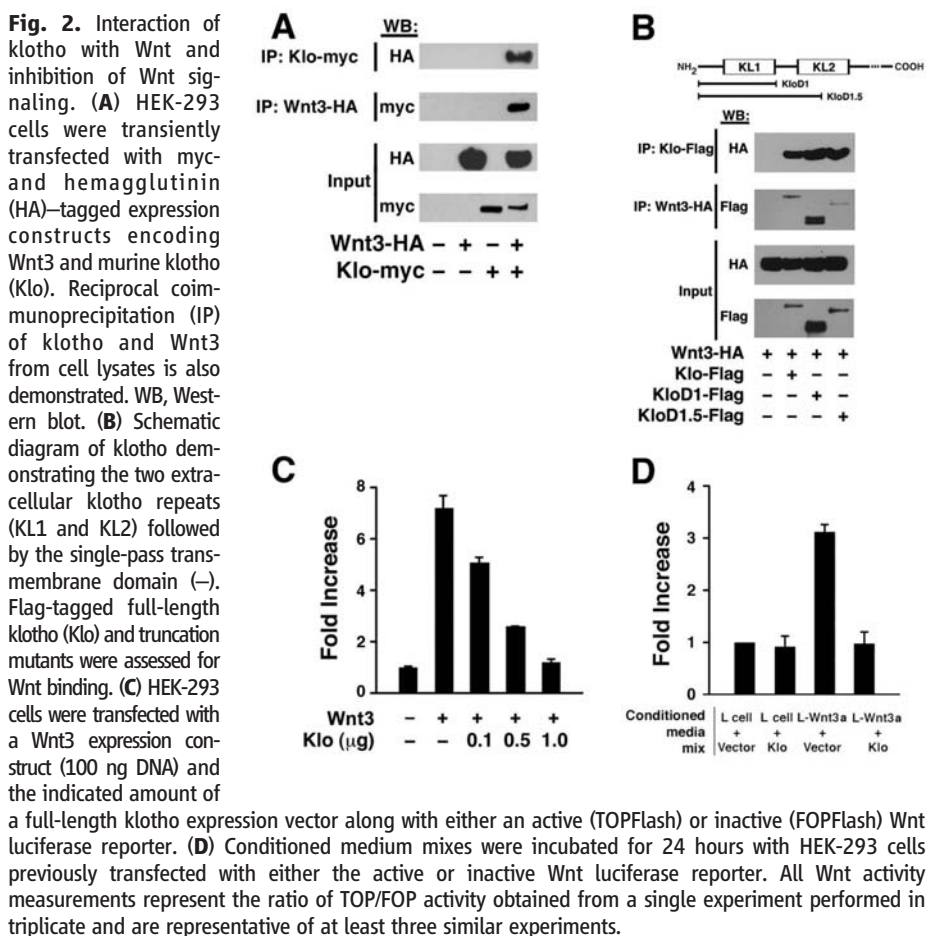 Fig. 2. Interaction of
klotho with Wnt and
inhibition of Wnt sig-
naling. (A) HEK-293
cells were transiently
transfected with myc-
and hemagglutinin
(HA)–tagged expression
constructs encoding
Wnt3 and murine klotho
(Klo). Reciprocal coim-
munoprecipitation (IP)
of klotho and Wnt3
from cell lysates is also
demonstrated. WB, West-
ern blot. (B) Schematic
diagram of klotho dem-
onstrating the two extra-
cellular klotho repeats
(KL1 and KL2) followed
by the single-pass trans-
membrane domain (–).
Flag-tagged full-length
klotho (Klo) and truncation
mutants were assessed for
Wnt binding. (C) HEK-293
cells were transfected with
a Wnt3 expression con-
struct (100 ng DNA) and
the indicated amount of
a full-length klotho expression vector along with either an active (TOPFlash) or inactive (FOPFlash) Wnt
luciferase reporter. (D) Conditioned medium mixes were incubated for 24 hours with HEK-293 cells
previously transfected with either the active or inactive Wnt luciferase reporter. All Wnt activity
measurements represent the ratio of TOP/FOP activity obtained from a single experiment performed in
triplicate and are representative of at least three similar experiments.
A
WB:
IP: Klo-myc HA
IP: Wnt3-HA myc
HA
Input
myc
Wnt3-HA – + – +
Klo-myc – – + +
B
NH2 KL1 KL2 COOH
KloD1
KloD1.5
WB:
IP: Klo-Flag HA
IP: Wnt3-HA Flag
HA
Input
Flag
Wnt3-HA + + + +
Klo-Flag – + – –
KloD1-Flag – – + –
KloD1.5-Flag – – – +
C
Fold Increase
8
6
4
2
0
Wnt3 – + + + +
Klo (μg) – – 0.1 0.5 1.0
D
Fold Increase
4
3
2
1
0
Conditioned L cell L cell L-Wnt3a L-Wnt3a
media + + + +
mix Vector Klo Vector Klo